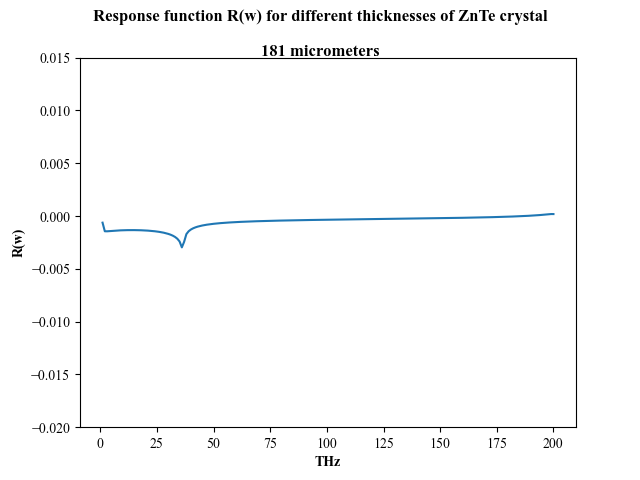 Response function R(w) for different thicknesses of ZnTe crystal
181 micrometers
0.015
0.010
0.005
0.000
−0.005
−0.010
−0.015
−0.020
R(w)
0 25 50 75 100 125 150 175 200
THz